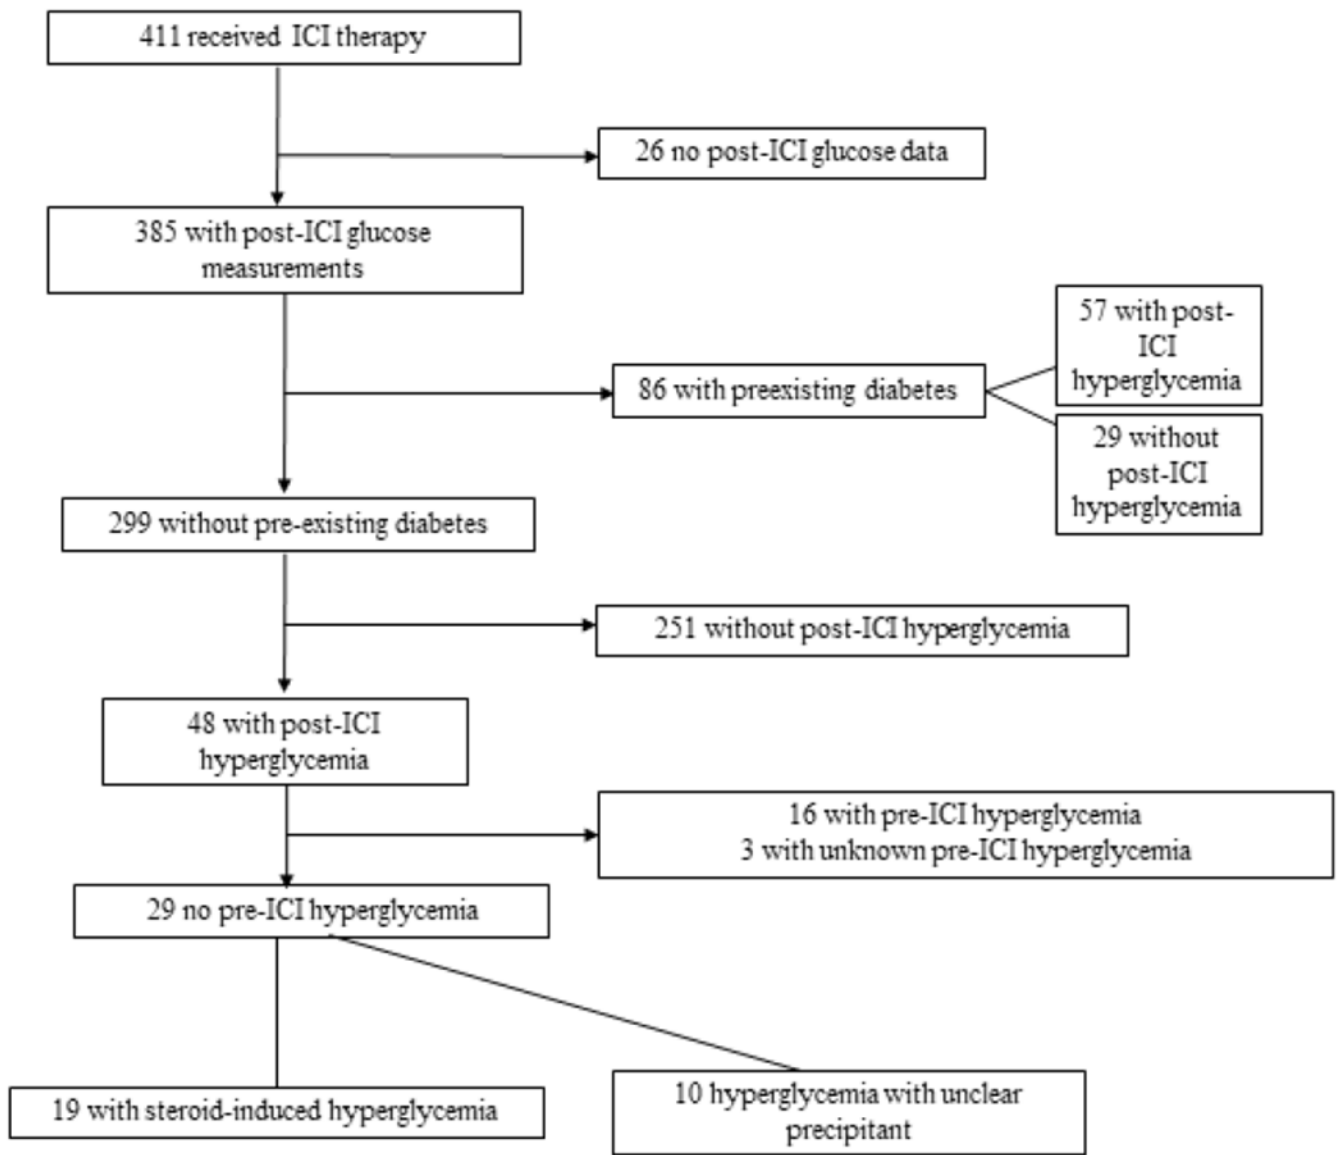 411 received ICI therapy
26 no post-ICI glucose data
385 with post-ICI glucose
measurements
57 with post-
ICI
hyperglycemia
86 with preexisting diabetes
29 without
post-ICI
hyperglycemia
299 without pre-existing diabetes
251 without post-ICI hyperglycemia
48 with post-ICI
hyperglycemia
16 with pre-ICI hyperglycemia
3 with unknown pre-ICI hyperglycemia
29 no pre-ICI hyperglycemia
19 with steroid-induced hyperglycemia
10 hyperglycemia with unclear
precipitant